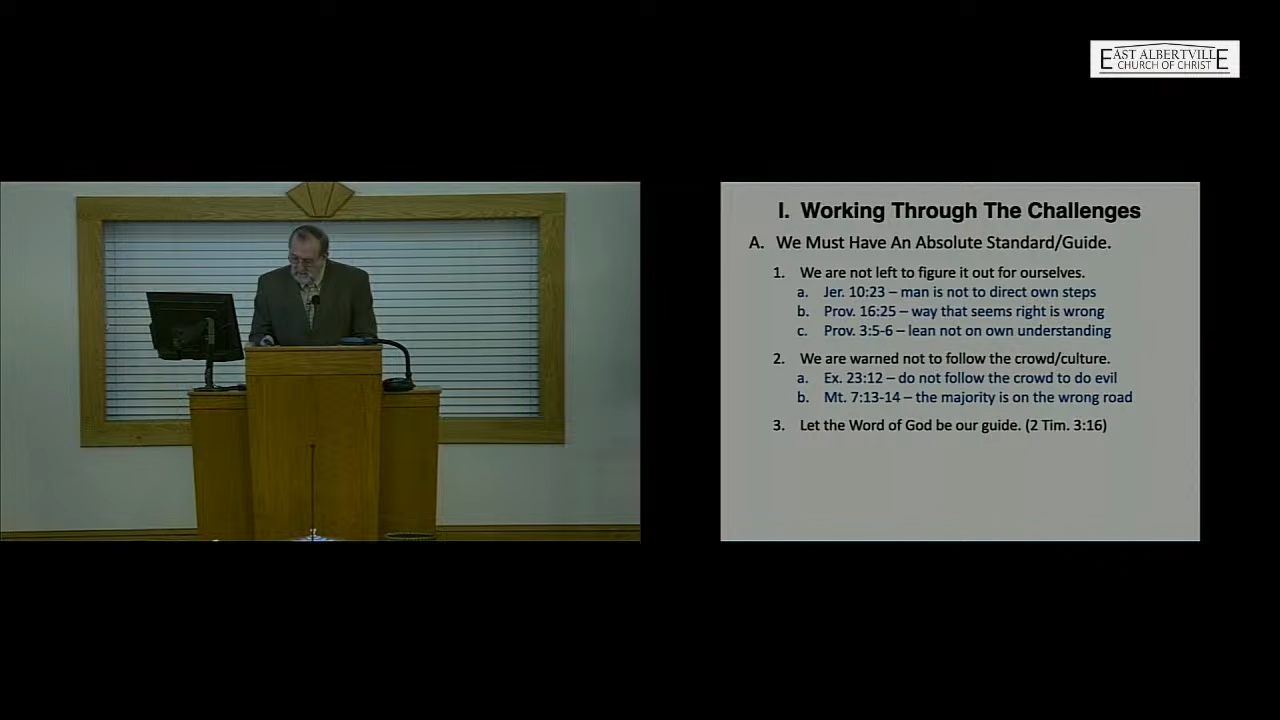 EAST ALBERTVILLE
CHURCH OF CHRIST
I. Working Through The Challenges
A. We Must Have An Absolute Standard/Guide.
1. We are not left to figure it out for ourselves.
a. Jer. 10:23 – man is not to direct own steps
b. Prov. 16:25 – way that seems right is wrong
c. Prov. 3:5-6 – lean not on own understanding
2. We are warned not to follow the crowd/culture.
a. Ex. 23:12 – do not follow the crowd to do evil
b. Mt. 7:13-14 – the majority is on the wrong road
3. Let the Word of God be our guide. (2 Tim. 3:16)